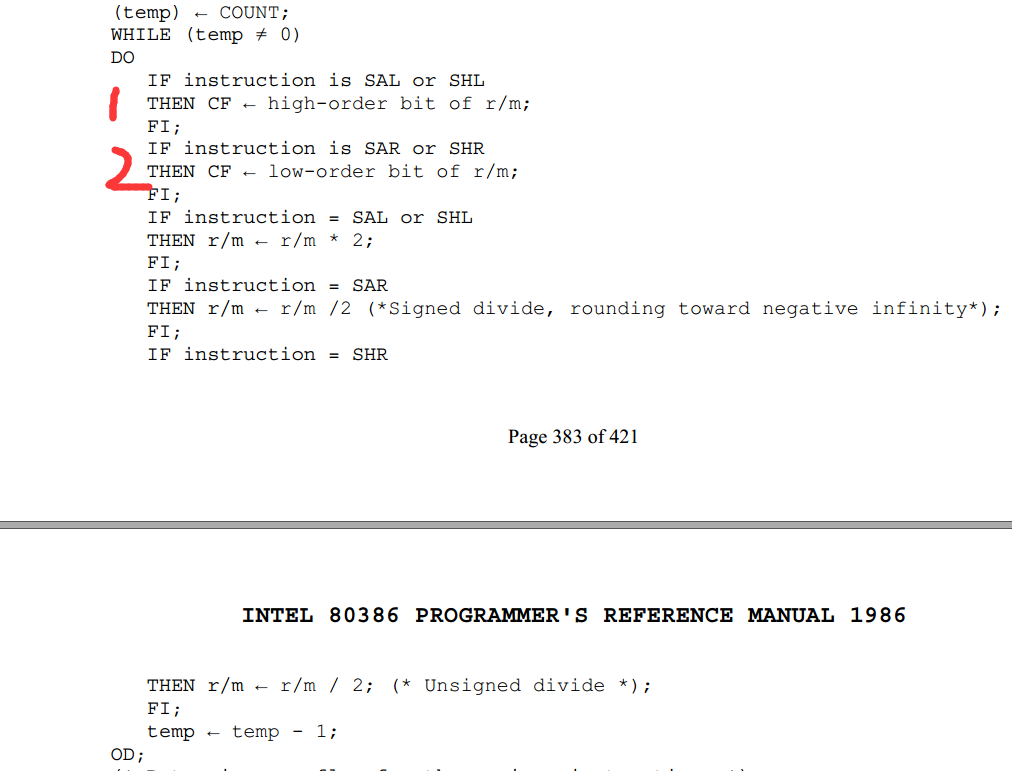 (temp) ← COUNT;
WHILE (temp ≠ 0)
DO
IF instruction is SAL or SHL
1
THEN CF ← high-order bit of r/m;
FI;
IF instruction is SAR or SHR
2
THEN CF ← low-order bit of r/m;
FI;
IF instruction = SAL or SHL
THEN r/m ← r/m * 2;
FI;
IF instruction = SAR
THEN r/m ← r/m /2 (*Signed divide, rounding toward negative infinity*);
FI;
IF instruction = SHR
Page 383 of 421
INTEL 80386 PROGRAMMER'S REFERENCE MANUAL 1986
THEN r/m ← r/m / 2; (* Unsigned divide *);
FI;
temp ← temp - 1;
OD;